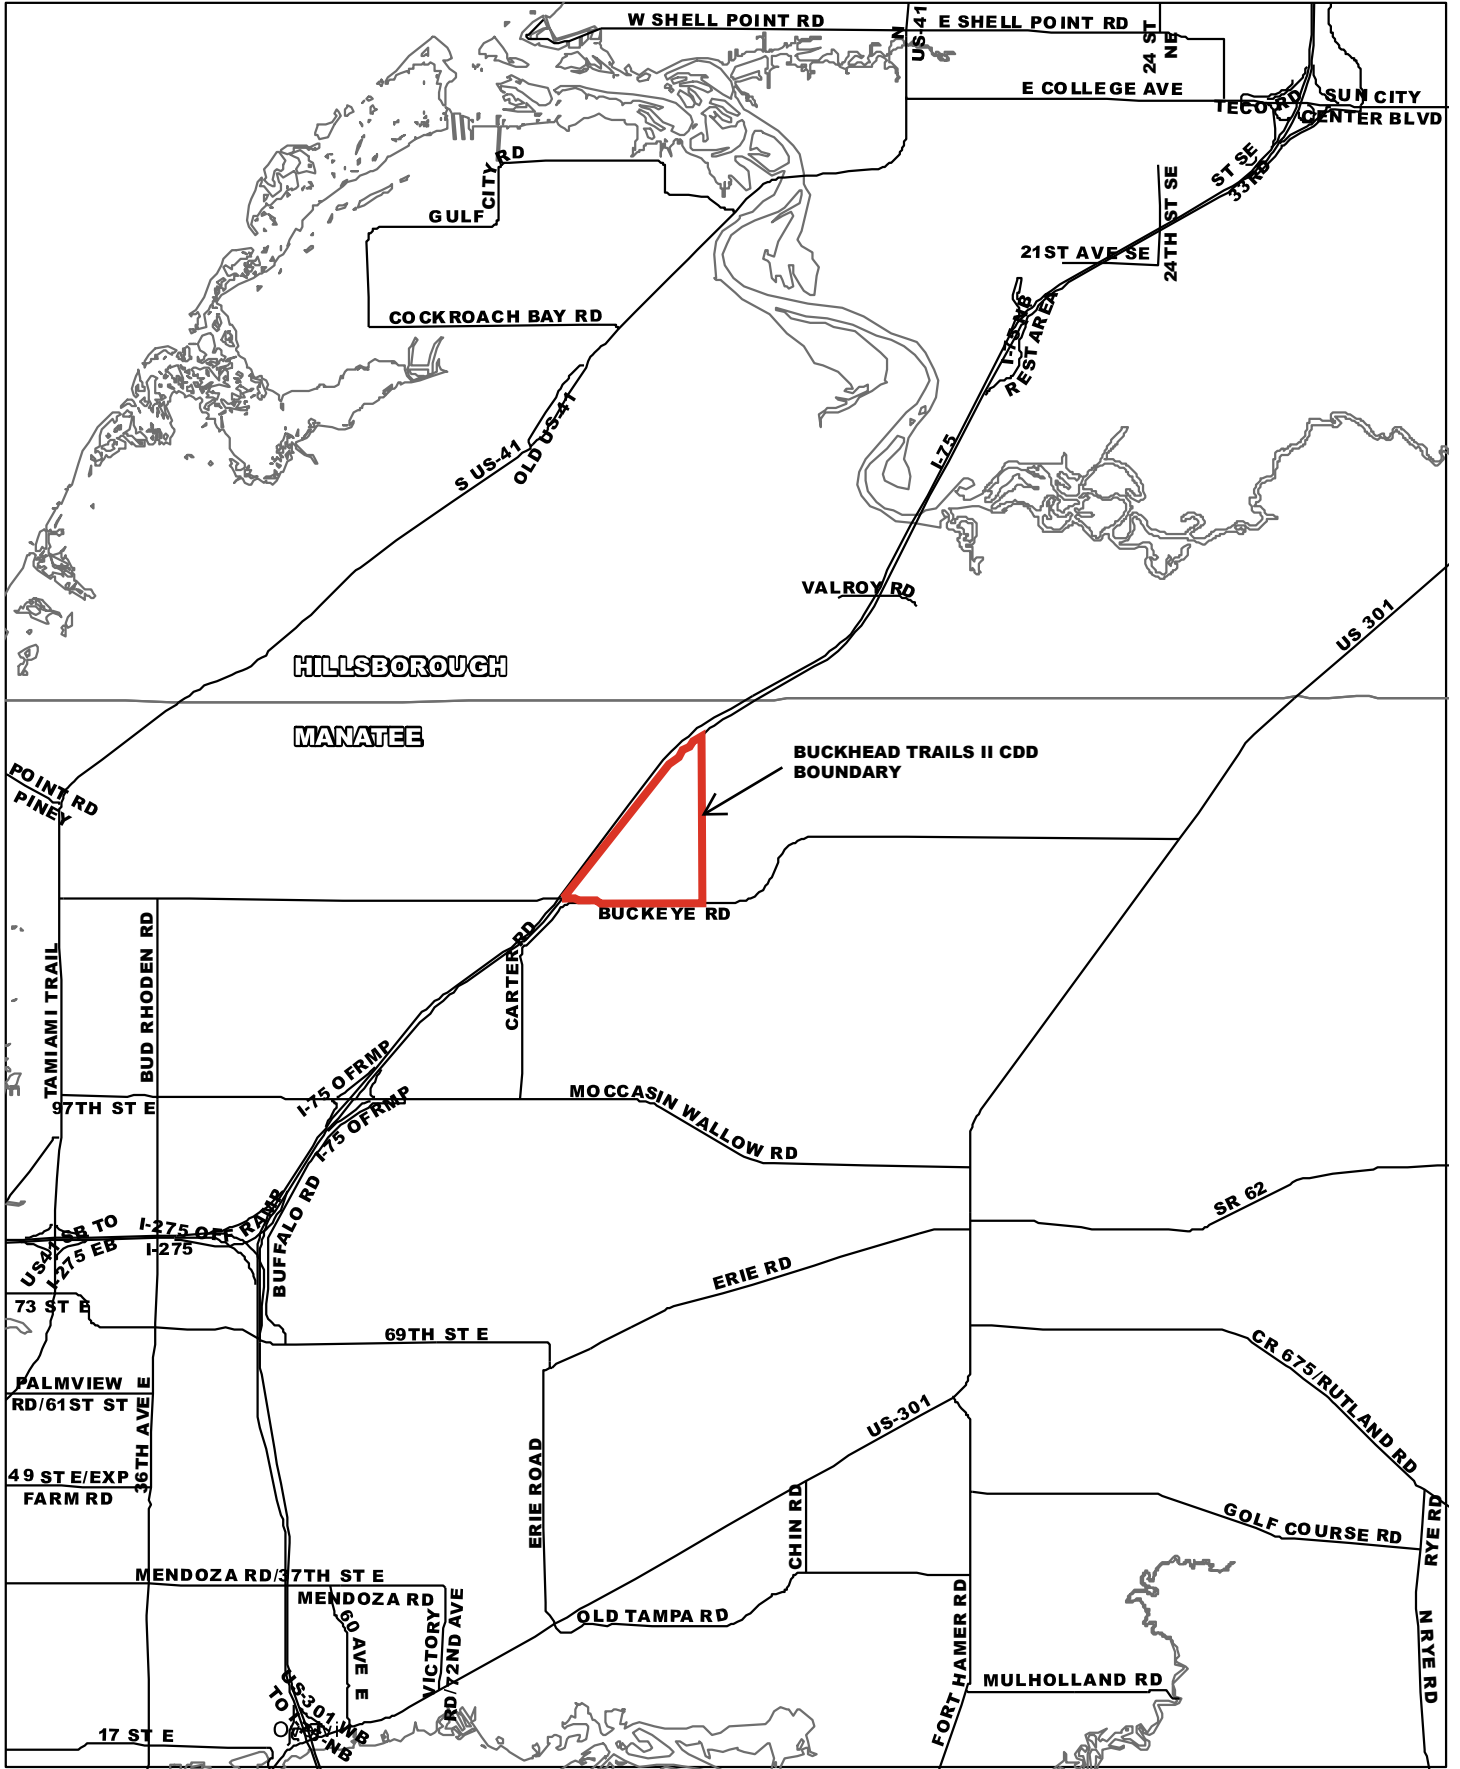 W SHELL POINT RD
N
US-41
E SHELL POINT RD
24 ST
NE
E COLLEGE AVE
TECO RD
SUN CITY
CENTER BLVD
CITY RD
GULF
ST SE
33RD
24TH ST SE
21ST AVE SE
COCKROACH BAY RD
I-75 NB
REST AREA
S US-41
OLD US-41
I-75
VALROY RD
US 301
HILLSBOROUGH
MANATEE
POINT RD
PINEY
BUCKHEAD TRAILS II CDD
BOUNDARY
BUCKEYE RD
TAMIAMI TRAIL
BUD RHODEN RD
CARTER RD
I-75 OFRMP
I-75 OFRMP
97TH ST E
MOCCASIN WALLOW RD
SR 62
US41 SB TO
I-275 EB
I-275 OFF RAMP
I-275
BUFFALO RD
ERIE RD
73 ST E
69TH ST E
CR 675/RUTLAND RD
PALMVIEW
RD/61ST ST
E
36TH AVE
US-301
49 ST E/EXP
FARM RD
ERIE ROAD
CHIN RD
GOLF COURSE RD
RYE RD
MENDOZA RD/37TH ST E
MENDOZA RD
60 AVE E
VICTORY
RD/72ND AVE
OLD TAMPA RD
FORT HAMER RD
MULHOLLAND RD
N RYE RD
US-301 WB
17 ST E